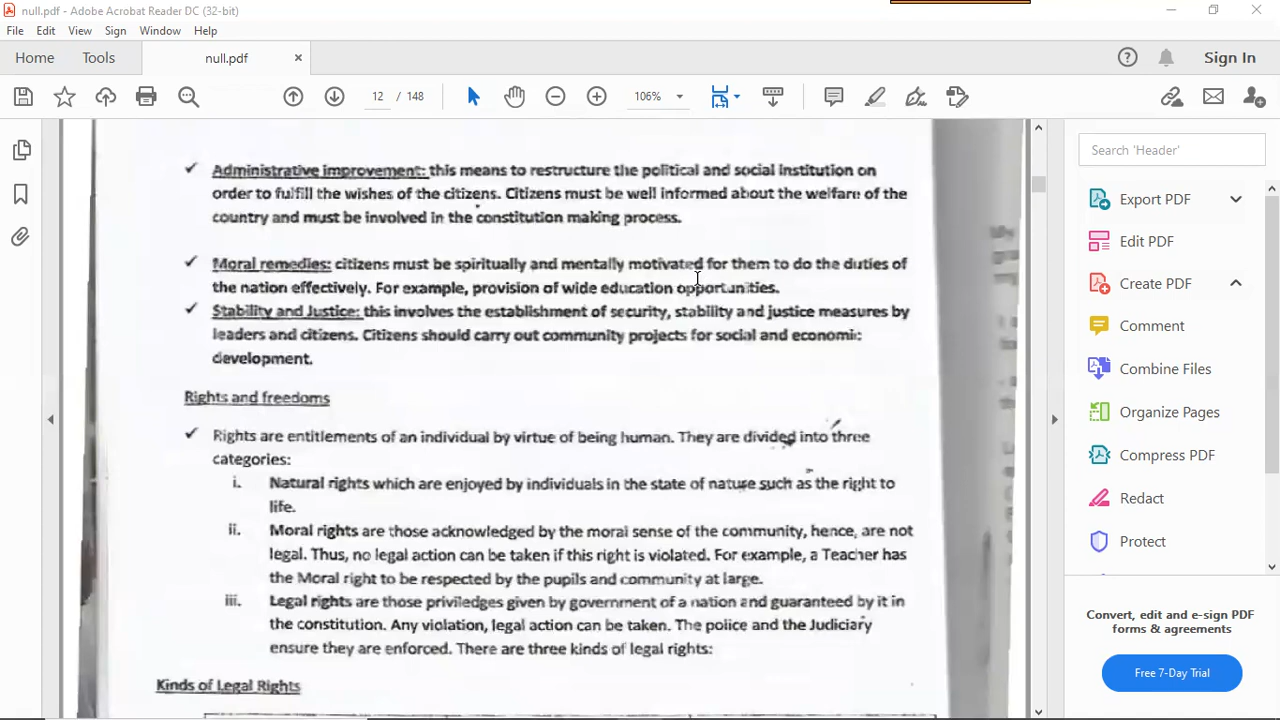 null.pdf - Adobe Acrobat Reader DC (32-bit)
File Edit View Sign Window Help
Home Tools null.pdf × Sign In
12 / 148 106%
Search 'Header'
Export PDF
Edit PDF
Create PDF
Comment
Combine Files
Organize Pages
Compress PDF
Redact
Protect
Convert, edit and e-sign PDF
forms & agreements
Free 7-Day Trial
✓ Administrative improvement: this means to restructure the political and social institution on
order to fulfill the wishes of the citizens. Citizens must be well informed about the welfare of the
country and must be involved in the constitution making process.
✓ Moral remedies: citizens must be spiritually and mentally motivated for them to do the duties of
the nation effectively. For example, provision of wide education opportunities.
✓ Stability and Justice: this involves the establishment of security, stability and justice measures by
leaders and citizens. Citizens should carry out community projects for social and economic
development.
Rights and freedoms
✓ Rights are entitlements of an individual by virtue of being human. They are divided into three
categories:
i. Natural rights which are enjoyed by individuals in the state of nature such as the right to
life.
ii. Moral rights are those acknowledged by the moral sense of the community, hence, are not
legal. Thus, no legal action can be taken if this right is violated. For example, a Teacher has
the Moral right to be respected by the pupils and community at large.
iii. Legal rights are those priviledges given by government of a nation and guaranteed by it in
the constitution. Any violation, legal action can be taken. The police and the Judiciary
ensure they are enforced. There are three kinds of legal rights:
Kinds of Legal Rights